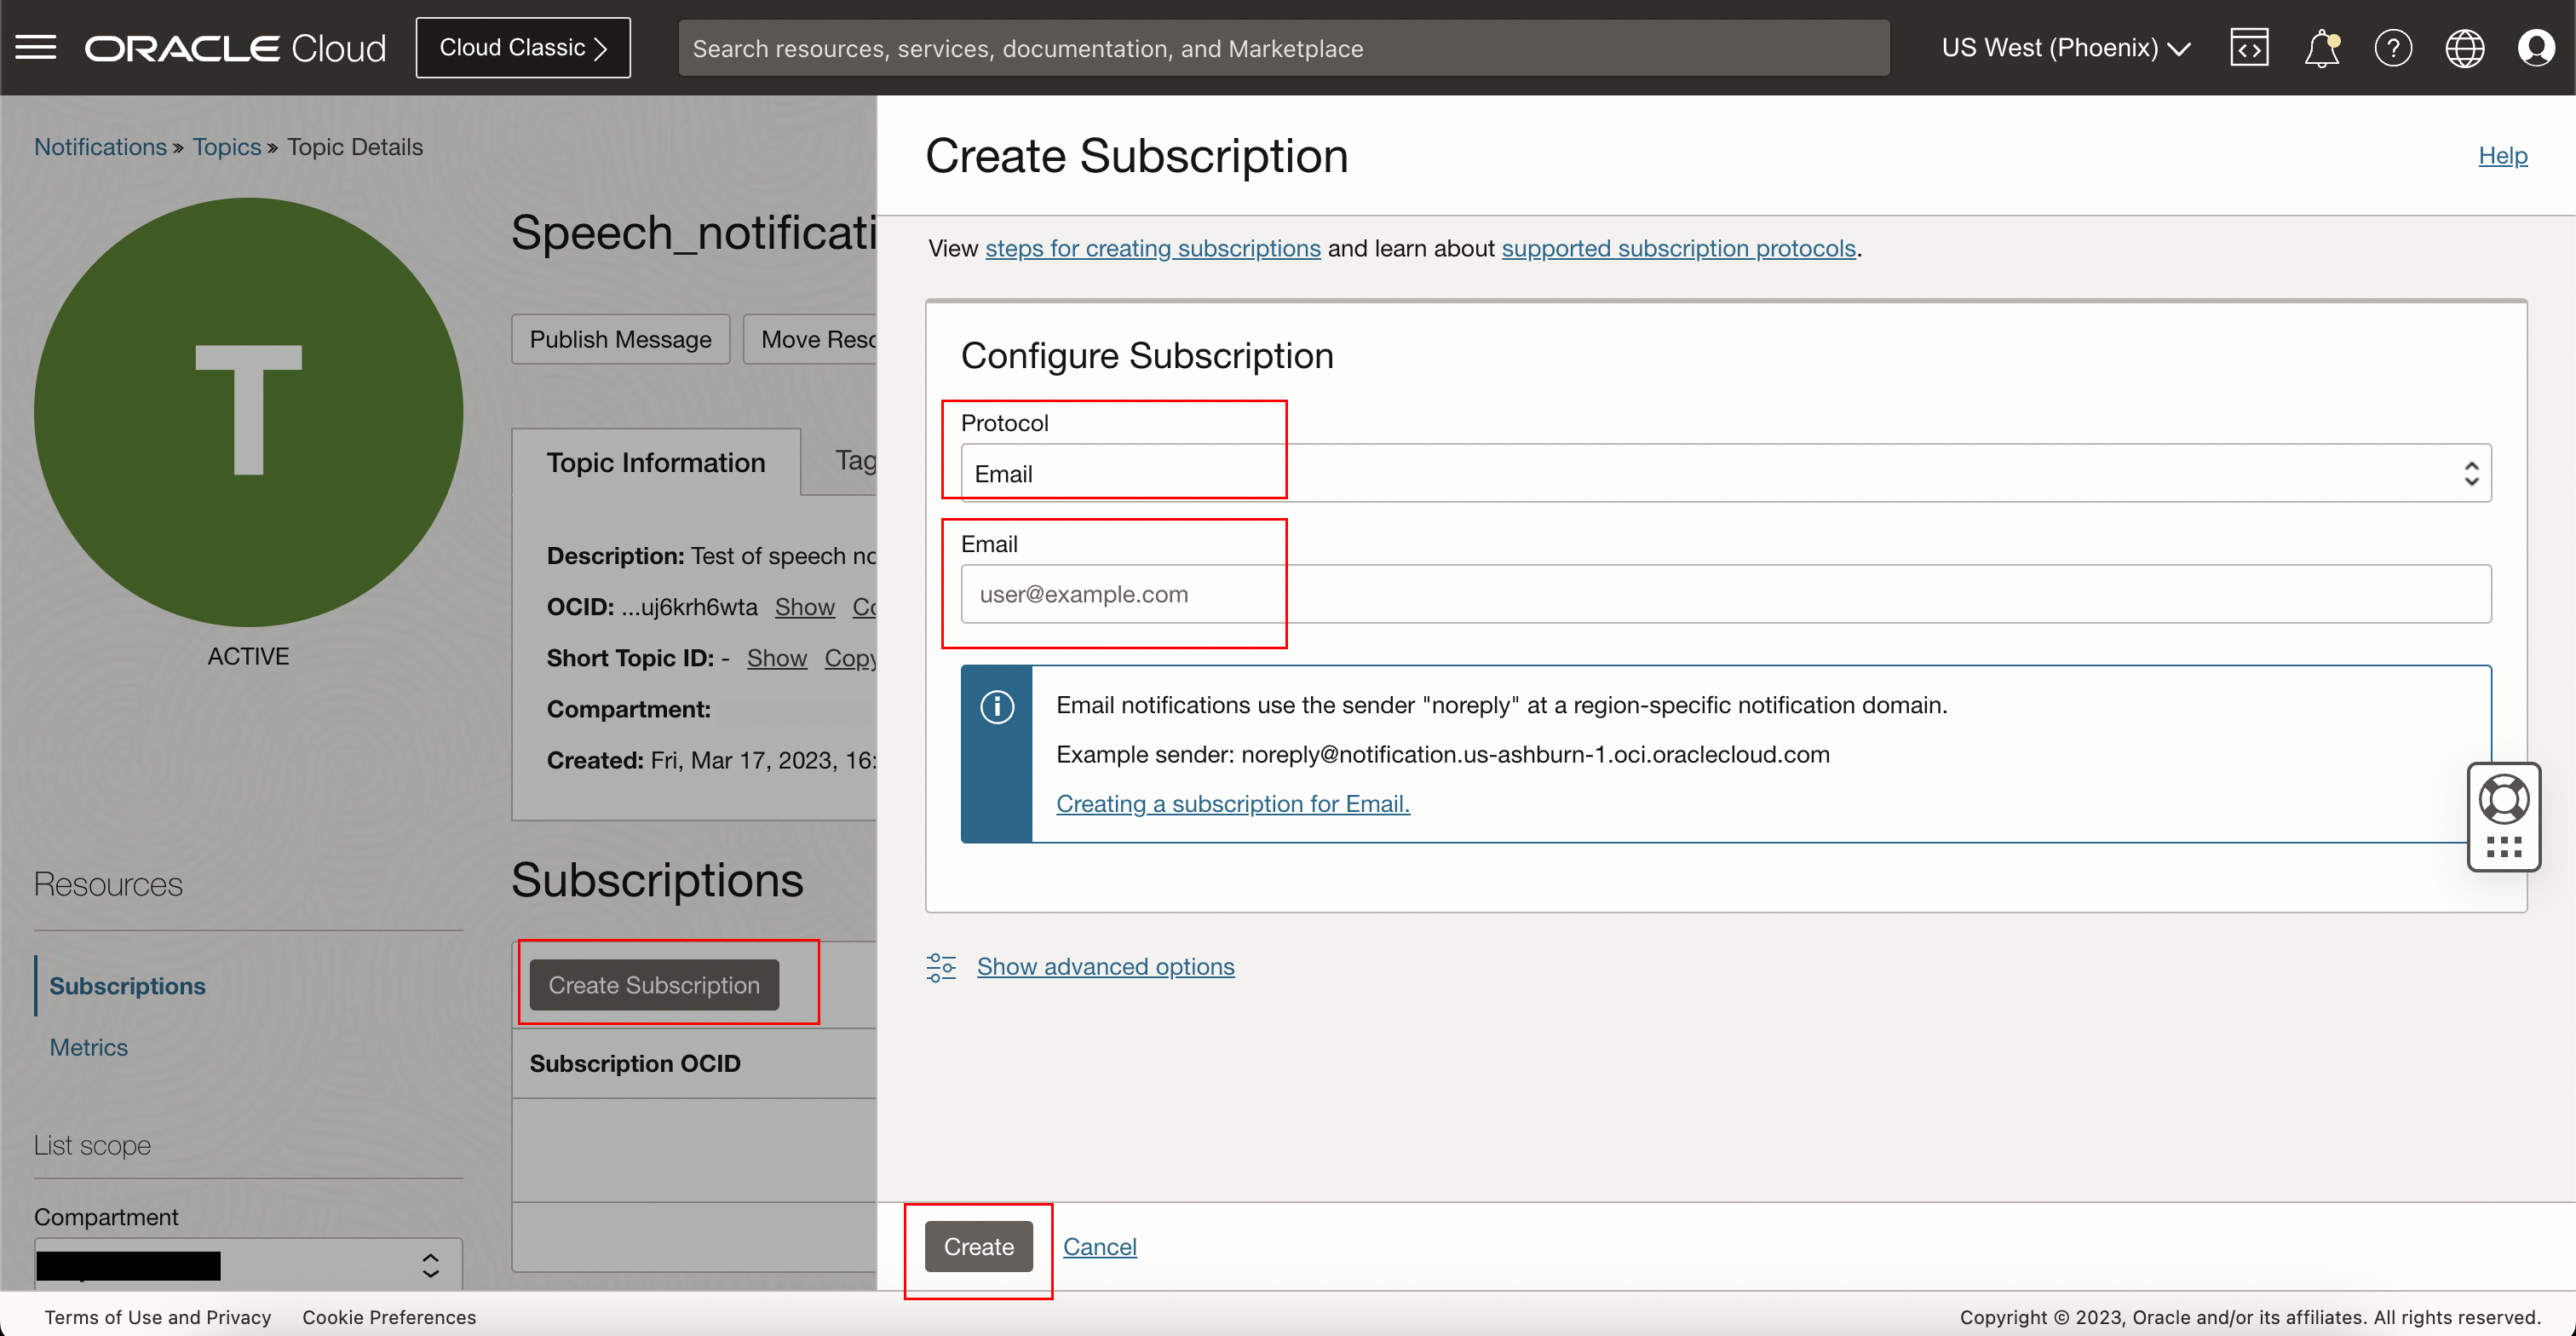 ORACLE Cloud
Cloud Classic
Search resources, services, documentation, and Marketplace
US West (Phoenix)
Notifications » Topics » Topic Details
T
ACTIVE
Speech_notificati
Publish Message
Move Resc
Topic Information
Tag
Description: Test of speech no
OCID: ...uj6krh6wta Show Co
Short Topic ID: - Show Copy
Compartment:
Created: Fri, Mar 17, 2023, 16:
Resources
Subscriptions
Metrics
List scope
Compartment
Subscriptions
Create Subscription
Subscription OCID
Create Subscription
Help
View steps for creating subscriptions and learn about supported subscription protocols.
Configure Subscription
Protocol
Email
Email
user@example.com
Email notifications use the sender "noreply" at a region-specific notification domain.
Example sender: noreply@notification.us-ashburn-1.oci.oraclecloud.com
Creating a subscription for Email.
Show advanced options
Create
Cancel
Terms of Use and Privacy
Cookie Preferences
Copyright © 2023, Oracle and/or its affiliates. All rights reserved.